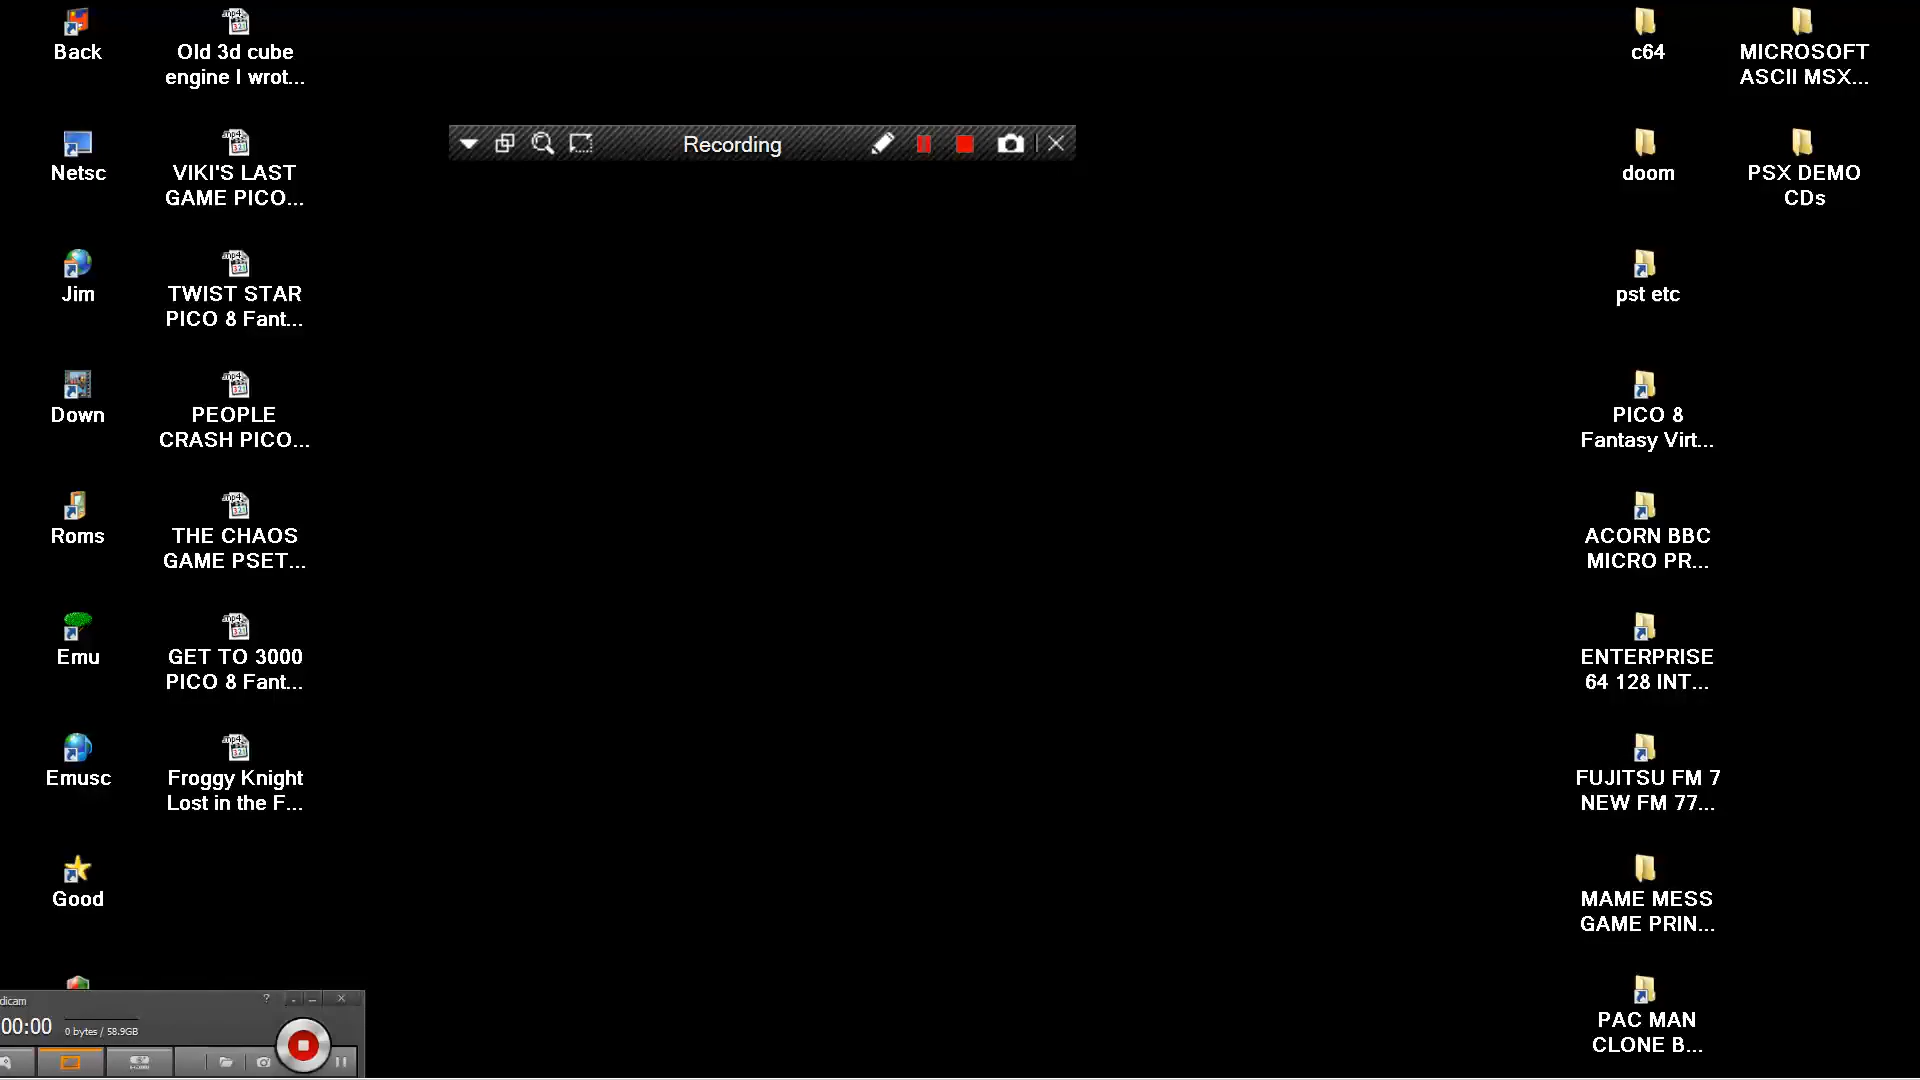 Back
Old 3d cube
engine I wrot...
c64
MICROSOFT
ASCII MSX...
Recording
Netsc
VIKI'S LAST
GAME PICO...
doom
PSX DEMO
CDs
Jim
TWIST STAR
PICO 8 Fant...
pst etc
Down
PEOPLE
CRASH PICO...
PICO 8
Fantasy Virt...
Roms
THE CHAOS
GAME PSET...
ACORN BBC
MICRO PR...
Emu
GET TO 3000
PICO 8 Fant...
ENTERPRISE
64 128 INT...
Emusc
Froggy Knight
Lost in the F...
FUJITSU FM 7
NEW FM 77...
Good
MAME MESS
GAME PRIN...
PAC MAN
CLONE B...
dicam
00:00
0 bytes / 58.9GB